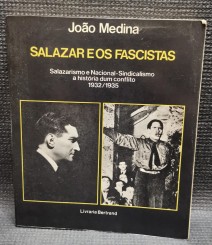 João Medina
SALAZAR E OS FASCISTAS
Salazarismo e Nacional-Sindicalismo
a história dum conflito
1932/1935
Livraria Bertrand